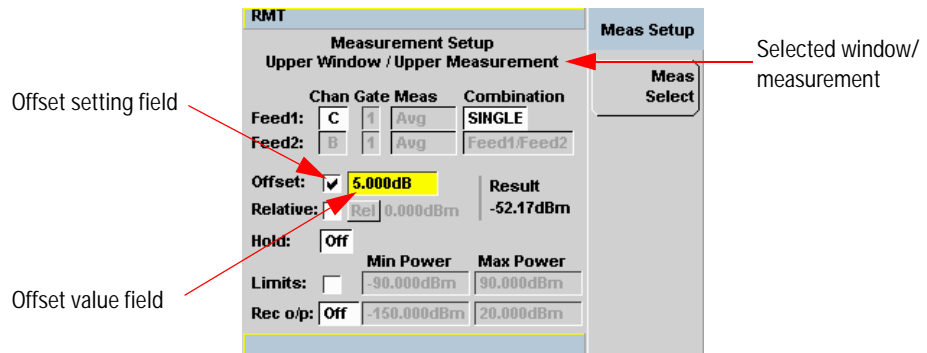 RMT
Meas Setup
Measurement Setup
Upper Window / Upper Measurement
Selected window/
measurement
Meas
Select
Offset setting field
Chan Gate Meas Combination
Feed1: C 1 Avg SINGLE
Feed2: B 1 Avg Feed1/Feed2
Offset: 5.000dB Result
Relative: Rel 0.000dBm -52.17dBm
Hold: Off
Min Power Max Power
Limits: -90.000dBm 90.000dBm
Offset value field
Rec o/p: Off -150.000dBm 20.000dBm